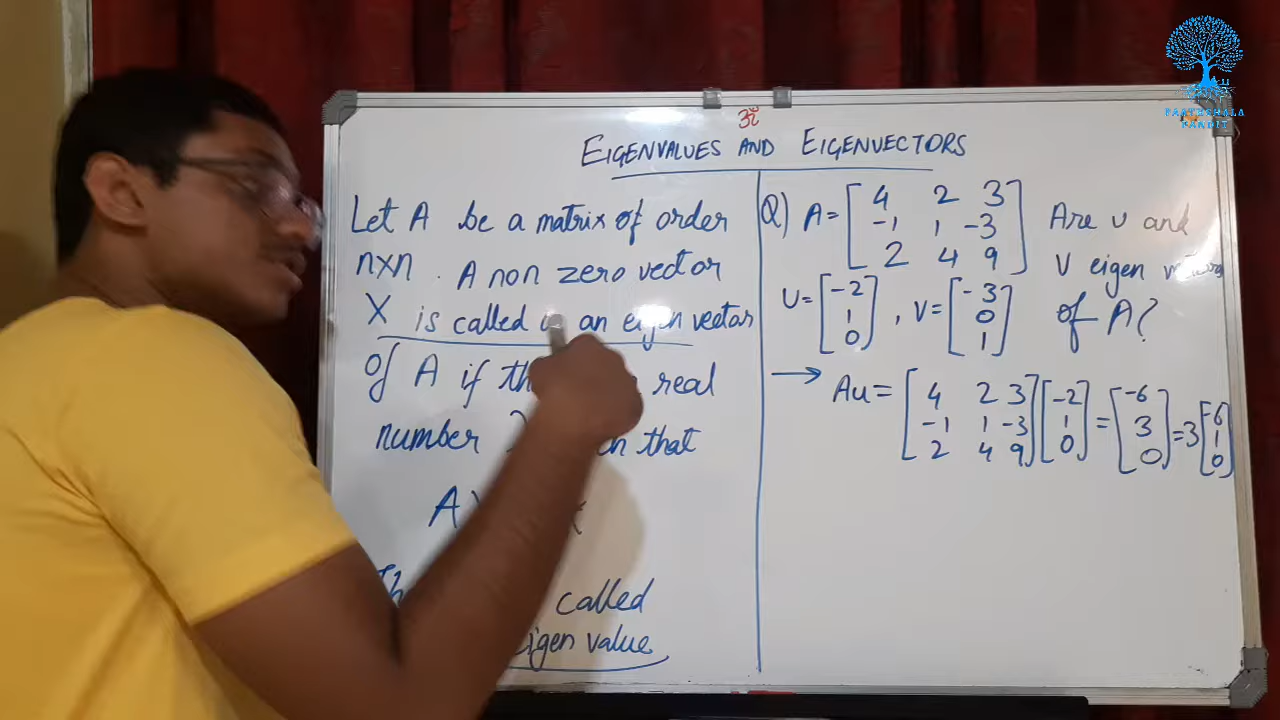 ॐ
EIGENVALUES AND EIGENVECTORS
Let A be a matrix of order
n×n. A non zero vector
X is called an eigen vector
of A if real
number that
A
called
eigen value
Q) A = [4 2 3
-1 1 -3
2 4 9]
Are u and
v eigen
of A?
U = [-2
1
0], V = [-3
0
1]
→ Au = [4 2 3
-1 1 -3
2 4 9] [-2
1
0] = [-6
3
0] = 3 [-6
1
0]
PAATHSHALA
PANDIT